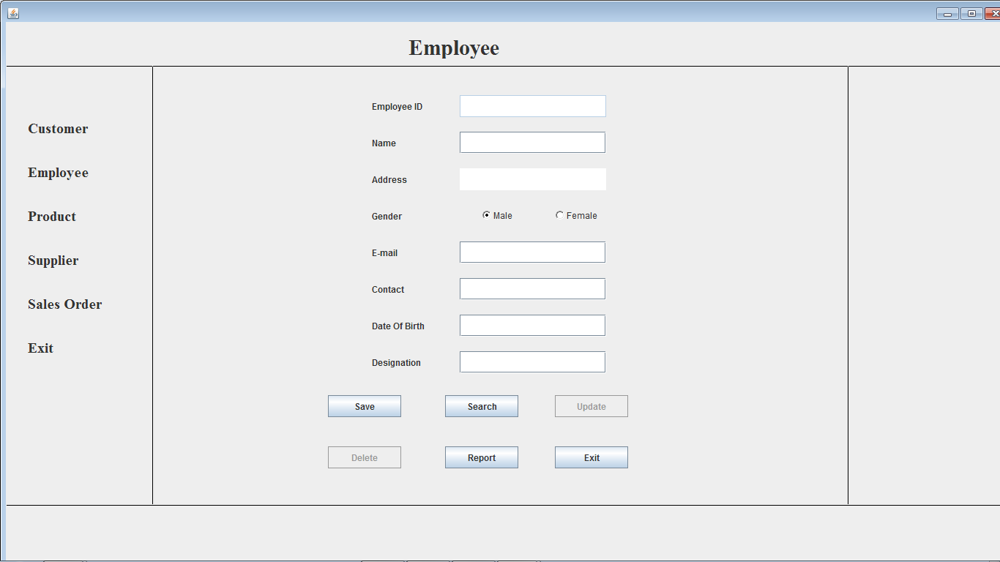 Employee
Customer
Employee
Product
Supplier
Sales Order
Exit
Employee ID
Name
Address
Gender Male Female
E-mail
Contact
Date Of Birth
Designation
Save Search Update
Delete Report Exit